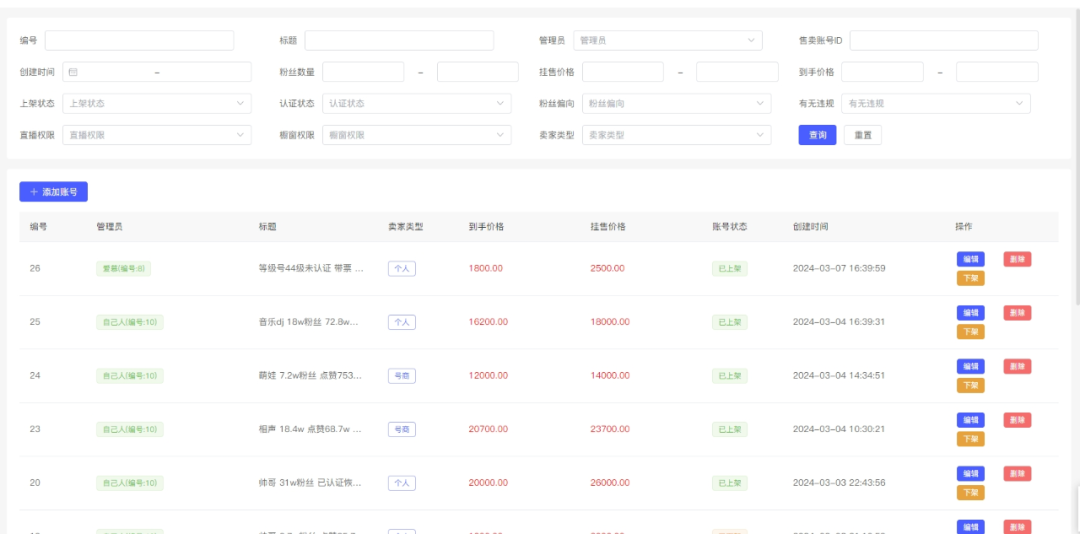 编号 标题 管理员 管理员 售卖账号ID
创建时间 – 粉丝数量 – 挂售价格 – 到手价格 –
上架状态 上架状态 认证状态 认证状态 粉丝偏向 粉丝偏向 有无违规 有无违规
直播权限 直播权限 橱窗权限 橱窗权限 卖家类型 卖家类型 查询 重置
+ 添加账号
编号 管理员 标题 卖家类型 到手价格 挂售价格 账号状态 创建时间 操作
26 等级号44级未认证 带票 ... 个人 1800.00 2500.00 已上架 2024-03-07 16:39:59 编辑 删除
下架
25 自己人(编号:10) 音乐dj 18w粉丝 72.8w... 个人 16200.00 18000.00 已上架 2024-03-04 16:39:31 编辑 删除
下架
24 自己人(编号:10) 萌娃 7.2w粉丝 点赞753... 号商 12000.00 14000.00 已上架 2024-03-04 14:34:51 编辑 删除
下架
23 自己人(编号:10) 相声 18.4w 点赞68.7w ... 号商 20700.00 23700.00 已上架 2024-03-04 10:30:21 编辑 删除
下架
20 自己人(编号:10) 帅哥 31w粉丝 已认证恢... 个人 20000.00 26000.00 已上架 2024-03-03 22:43:56 编辑 删除
下架
编辑 删除